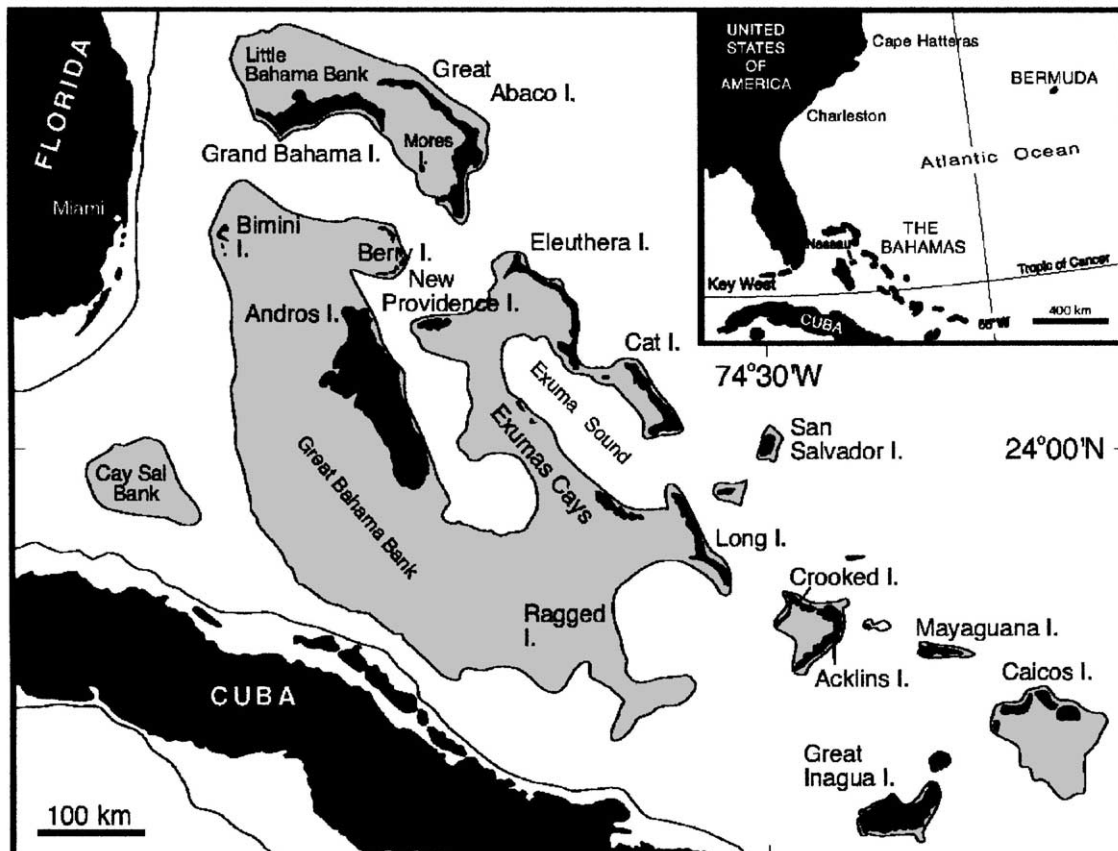 FLORIDA
Miami
Little
Bahama Bank
Great
Abaco I.
Mores
I.
Grand Bahama I.
Bimini
I.
Berry I.
New
Providence I.
Eleuthera I.
Andros I.
Cat I.
Exuma Sound
Exumas Cays
Great Bahama Bank
Cay Sal
Bank
74°30'W
San
Salvador I.
24°00'N
Long I.
Ragged
I.
Crooked I.
Acklins I.
Mayaguana I.
Caicos I.
Great
Inagua I.
CUBA
100 km
UNITED
STATES
OF
AMERICA
Cape Hatteras
BERMUDA
Charleston
Atlantic Ocean
THE
BAHAMAS
Nassau
Tropic of Cancer
Key West
CUBA
400 km